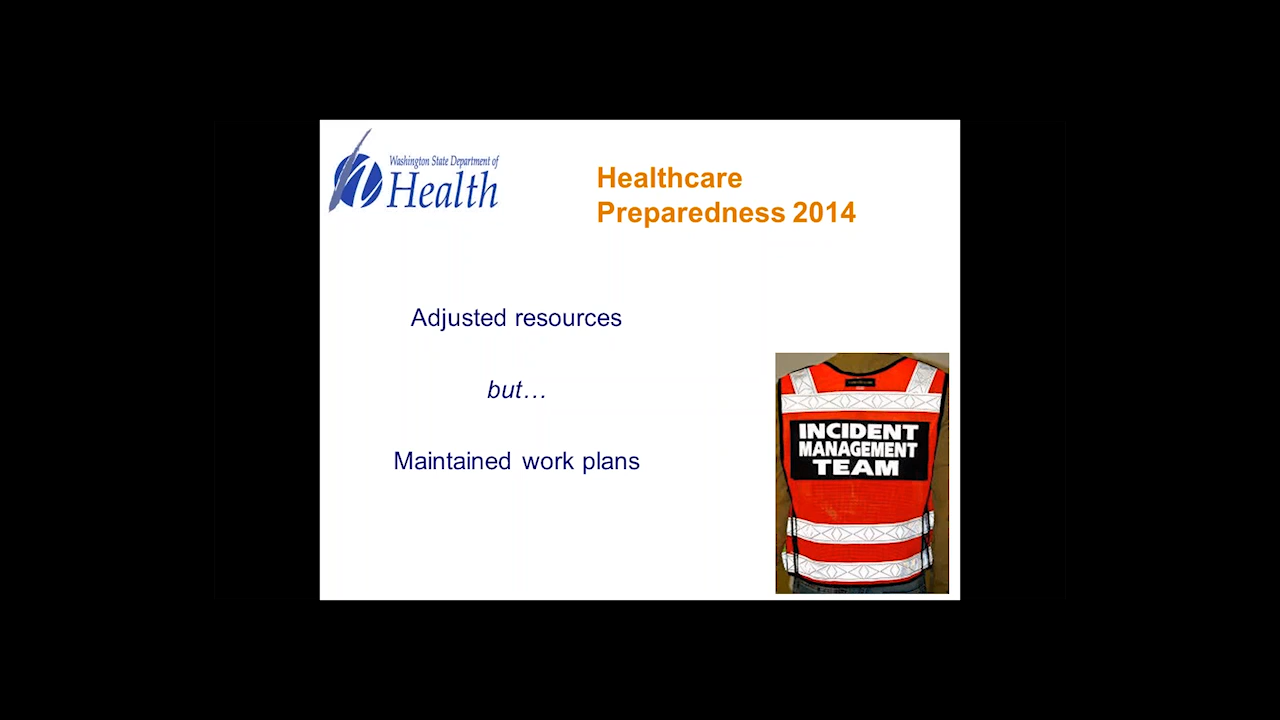 Washington State Department of
Health
Healthcare
Preparedness 2014
Adjusted resources
but…
Maintained work plans
INCIDENT
MANAGEMENT
TEAM